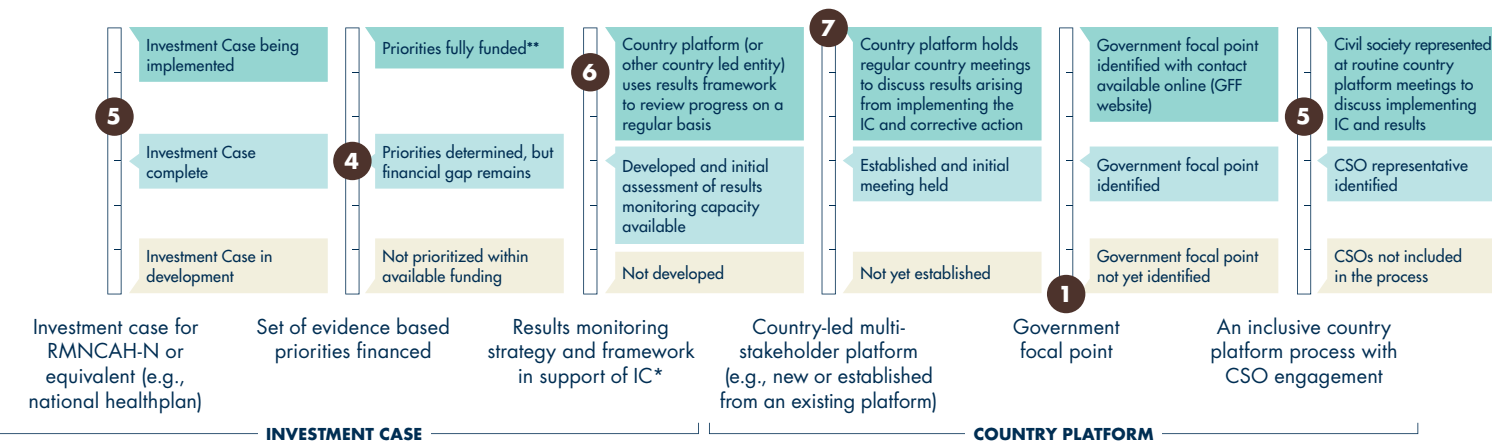 5
Investment Case being
implemented
Investment Case
complete
Investment Case in
development
Investment case for
RMNCAH-N or
equivalent (e.g.,
national healthplan)
4
Priorities fully funded**
Priorities determined, but
financial gap remains
Not prioritized within
available funding
Set of evidence based
priorities financed
6
Country platform (or
other country led entity)
uses results framework
to review progress on a
regular basis
Developed and initial
assessment of results
monitoring capacity
available
Not developed
Results monitoring
strategy and framework
in support of IC*
7
Country platform holds
regular country meetings
to discuss results arising
from implementing the
IC and corrective action
Established and initial
meeting held
Not yet established
Country-led multi-
stakeholder platform
(e.g., new or established
from an existing platform)
1
Government focal point
identified with contact
available online (GFF
website)
Government focal point
identified
Government focal point
not yet identified
Government
focal point
5
Civil society represented
at routine country
platform meetings to
discuss implementing
IC and results
CSO representative
identified
CSOs not included
in the process
An inclusive country
platform process with
CSO engagement
INVESTMENT CASE
COUNTRY PLATFORM